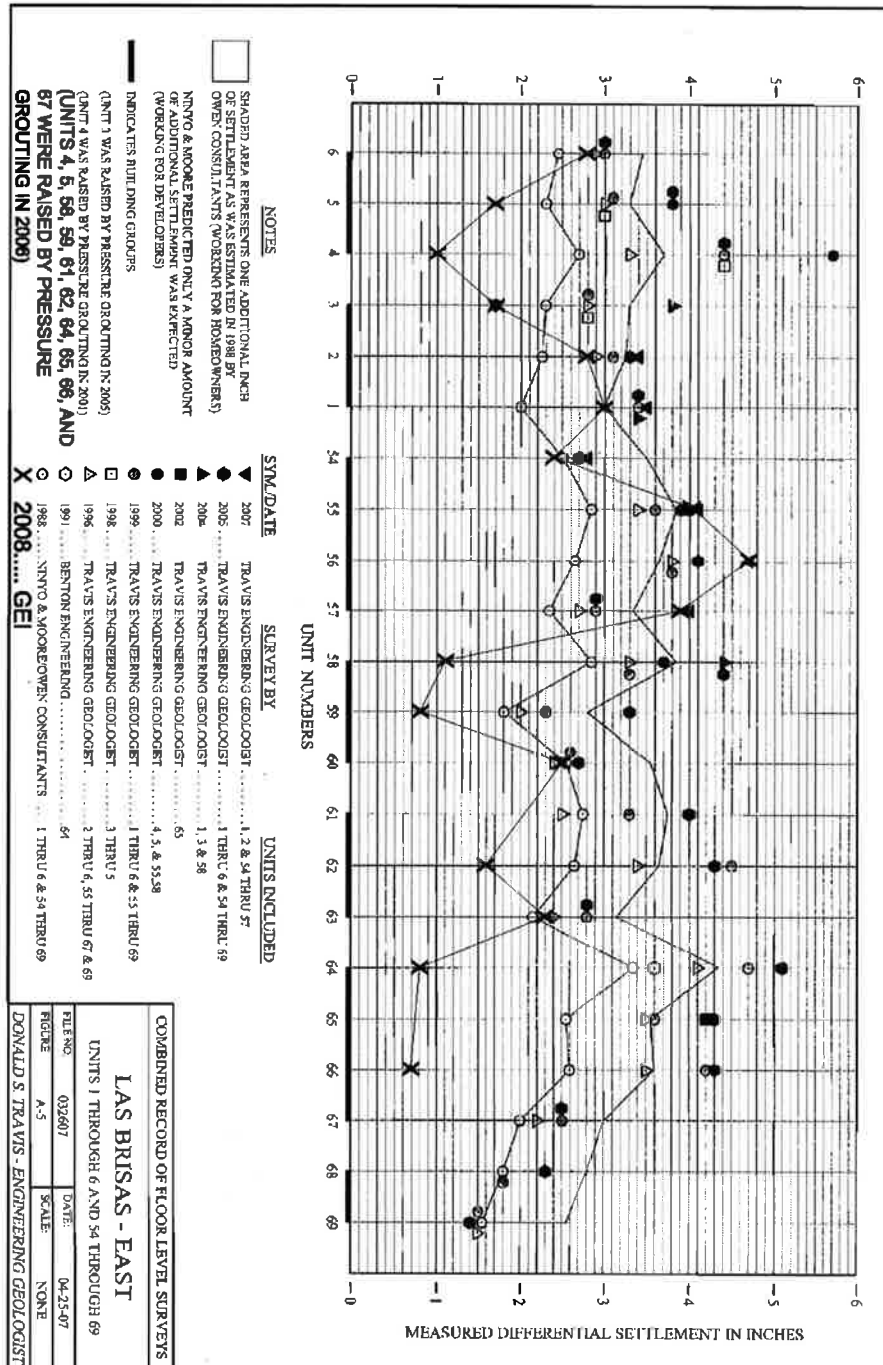 MEASURED DIFFERENTIAL SETTLEMENT IN INCHES
6
5
4
3
2
1
0
6
5
4
3
2
1
0
6 5 4 3 2 1 54 55 56 57 58 59 60 61 62 63 64 65 66 67 68 69
UNIT NUMBERS
NOTES
SHADED AREA REPRESENTS ONE ADDITIONAL INCH
OF SETTLEMENT AS WAS ESTIMATED IN 1988 BY
OWEN CONSULTANTS (WORKING FOR HOMEOWNERS)
NINYO & MOORE PREDICTED ONLY A MINOR AMOUNT
OF ADDITIONAL SETTLEMENT WAS EXPECTED
(WORKING FOR DEVELOPERS)
INDICATES BUILDING GROUPS
(UNIT 3 WAS RAISED BY PRESSURE GROUTING IN 2005)
(UNIT 4 WAS RAISED BY PRESSURE GROUTING IN 2001)
(UNITS 4, 5, 58, 59, 61, 62, 64, 65, 66, AND
67 WERE RAISED BY PRESSURE
GROUTING IN 2006)
SYM./DATE SURVEY BY UNITS INCLUDED
2007 TRAVIS ENGINEERING GEOLOGIST ........ 1, 2 & 54 THRU 57
2005 TRAVIS ENGINEERING GEOLOGIST ........ 1 THRU 6 & 54 THRU 69
2004 TRAVIS ENGINEERING GEOLOGIST ........ 1, 3 & 58
2002 TRAVIS ENGINEERING GEOLOGIST ........ 65
2000 ..... TRAVIS ENGINEERING GEOLOGIST ........ 4, 5, & 55,58
1999 ..... TRAVIS ENGINEERING GEOLOGIST ........ 1 THRU 6 & 55 THRU 69
1998 ..... TRAVIS ENGINEERING GEOLOGIST ........ 3 THRU 5
1996 ..... TRAVIS ENGINEERING GEOLOGIST ........ 2 THRU 6, 55 THRU 67 & 69
1991 ..... BENTON ENGINEERING ........ 64
1988 ..... NINYO & MOORE/OWEN CONSULTANTS ... 1 THRU 6 & 54 THRU 69
X 2008..... GEI
COMBINED RECORD OF FLOOR LEVEL SURVEYS
LAS BRISAS - EAST
UNITS 1 THROUGH 6 AND 54 THROUGH 69
FILE NO. 032607 DATE: 04-25-07
FIGURE A-5 SCALE: NONE
DONALD S. TRAVIS - ENGINEERING GEOLOGIST